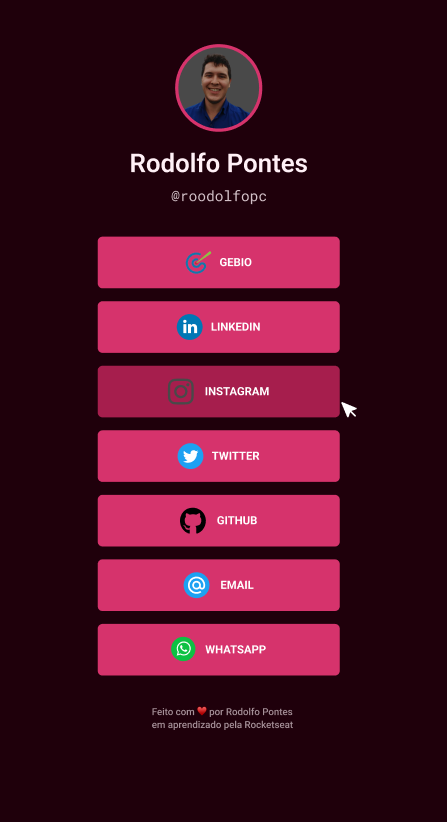 Rodolfo Pontes
@roodolfopc
GEBIO
LINKEDIN
INSTAGRAM
TWITTER
GITHUB
EMAIL
WHATSAPP
Feito com ❤️ por Rodolfo Pontes
em aprendizado pela Rocketseat